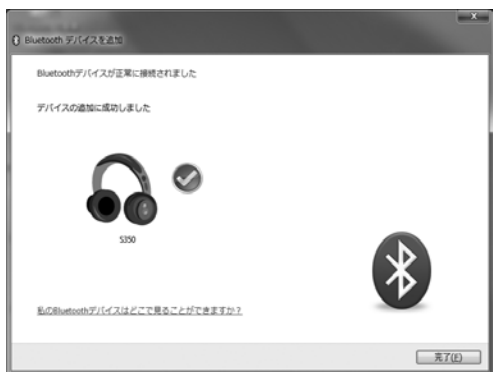 Bluetooth デバイスを追加
Bluetoothデバイスが正常に接続されました
デバイスの追加に成功しました
S350
私のBluetoothデバイスはどこで見ることができますか?
完了(F)